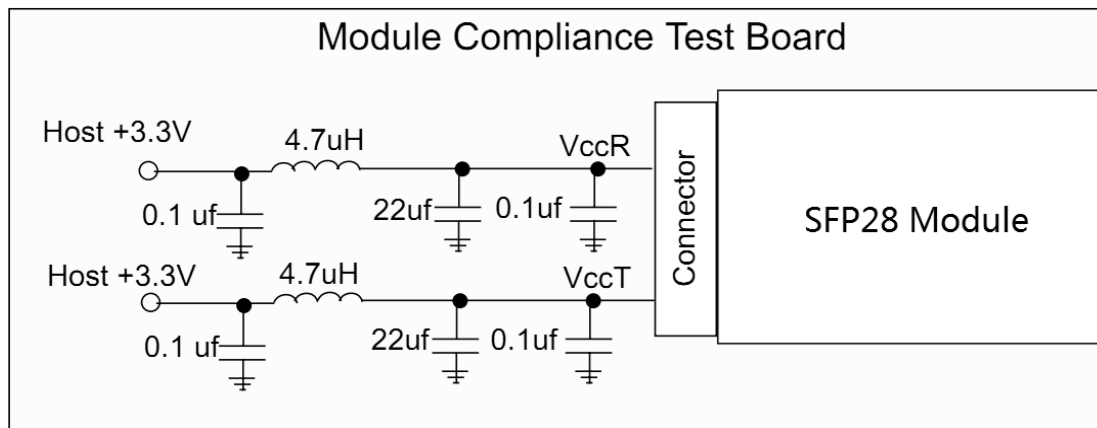 Module Compliance Test Board
Host +3.3V
4.7uH
VccR
0.1 uf
22uf
0.1uf
Host +3.3V
4.7uH
VccT
0.1 uf
22uf
0.1uf
Connector
SFP28 Module